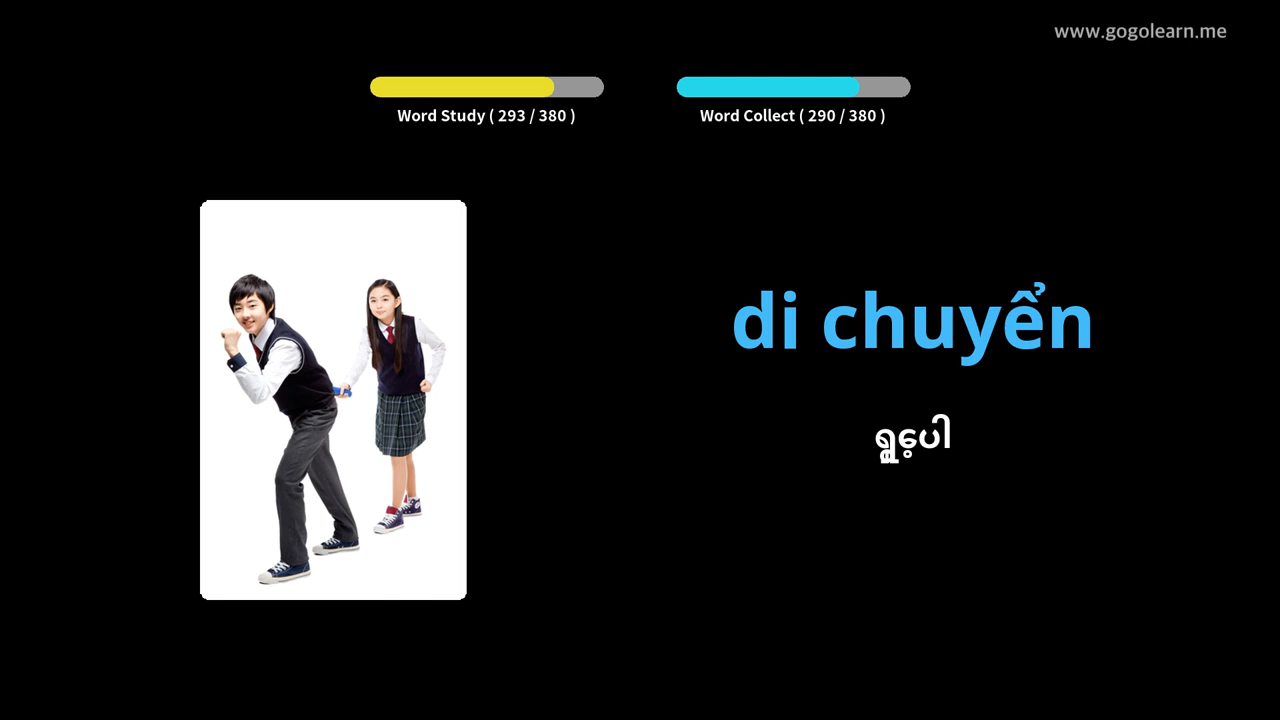 www.gogolearn.me
Word Study ( 293 / 380 )
Word Collect ( 290 / 380 )
di chuyển
ရွှေ့ပေါ